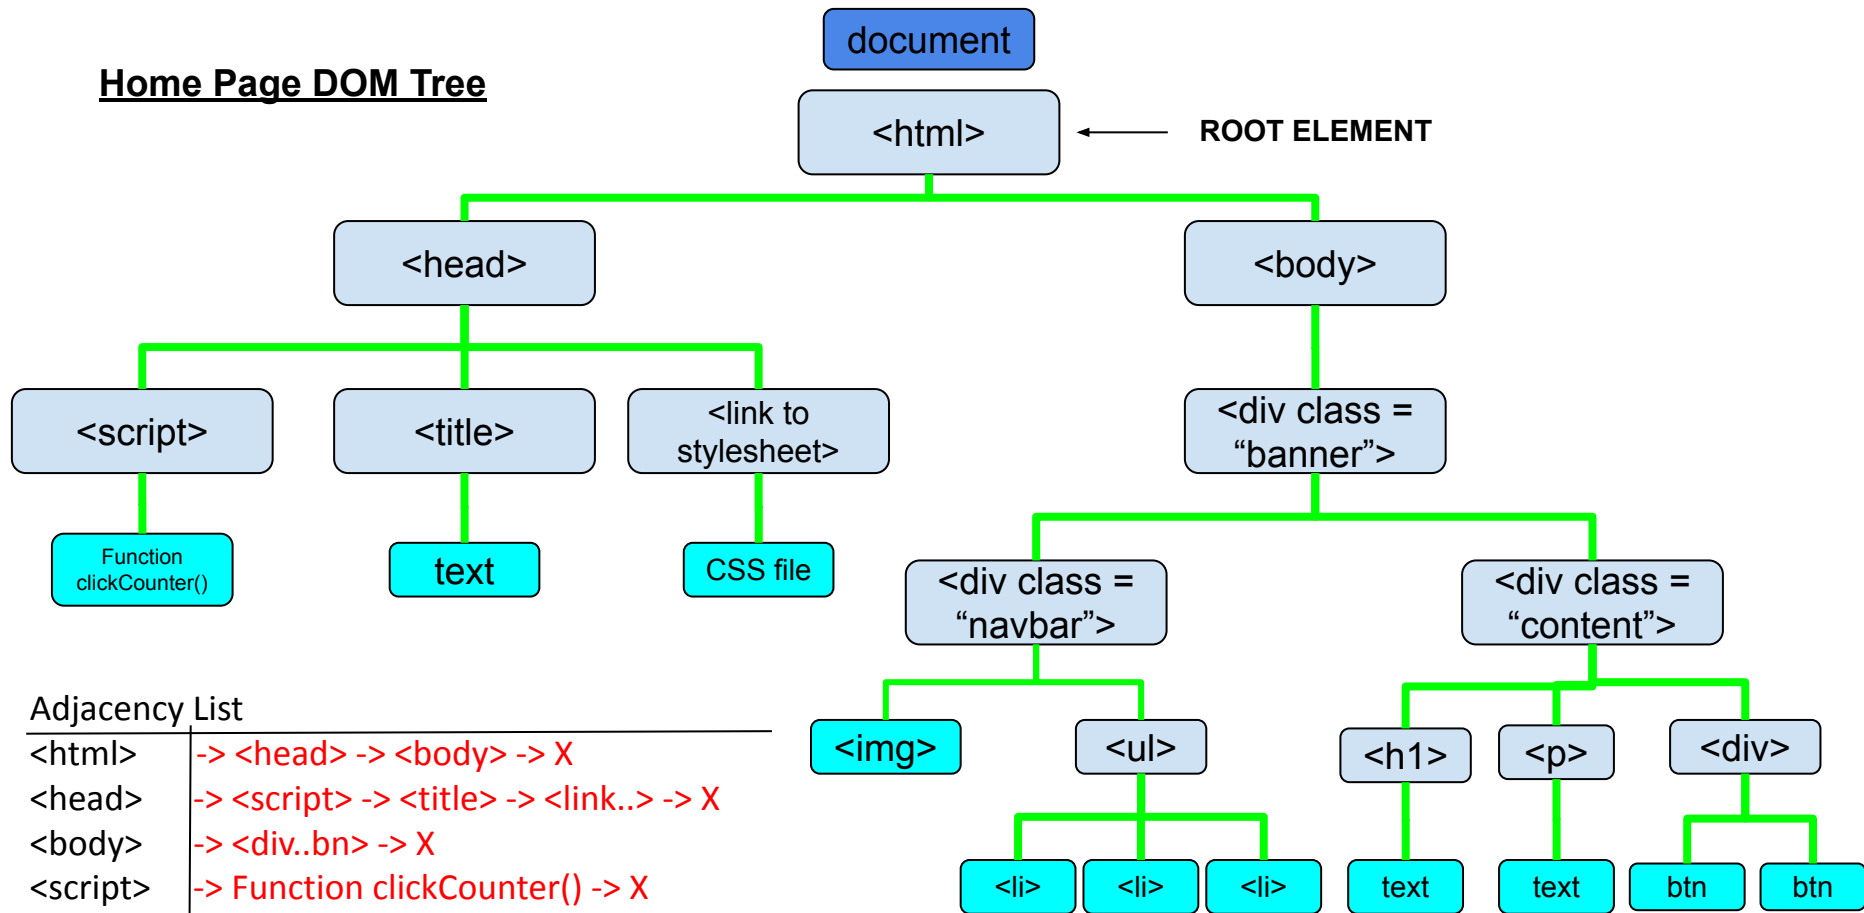 document
Home Page DOM Tree
<html>
ROOT ELEMENT
<head>
<body>
<script>
<title>
<link to
stylesheet>
<div class =
“banner”>
Function
clickCounter()
text
CSS file
<div class =
“navbar”>
<div class =
“content”>
<img>
<ul>
<h1>
<p>
<div>
<li>
<li>
<li>
text
text
btn
btn
Adjacency List
<html> -> <head> -> <body> -> X
<head> -> <script> -> <title> -> <link..> -> X
<body> -> <div..bn> -> X
<script> -> Function clickCounter() -> X